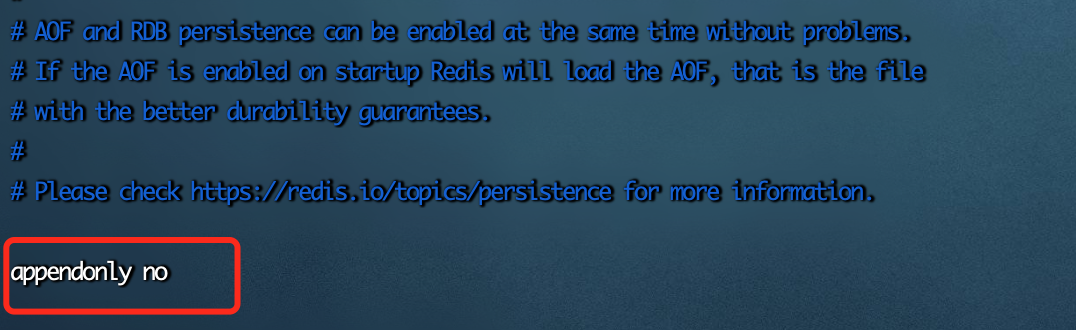 # AOF and RDB persistence can be enabled at the same time without problems.
# If the AOF is enabled on startup Redis will load the AOF, that is the file
# with the better durability guarantees.
#
# Please check https://redis.io/topics/persistence for more information.
appendonly no